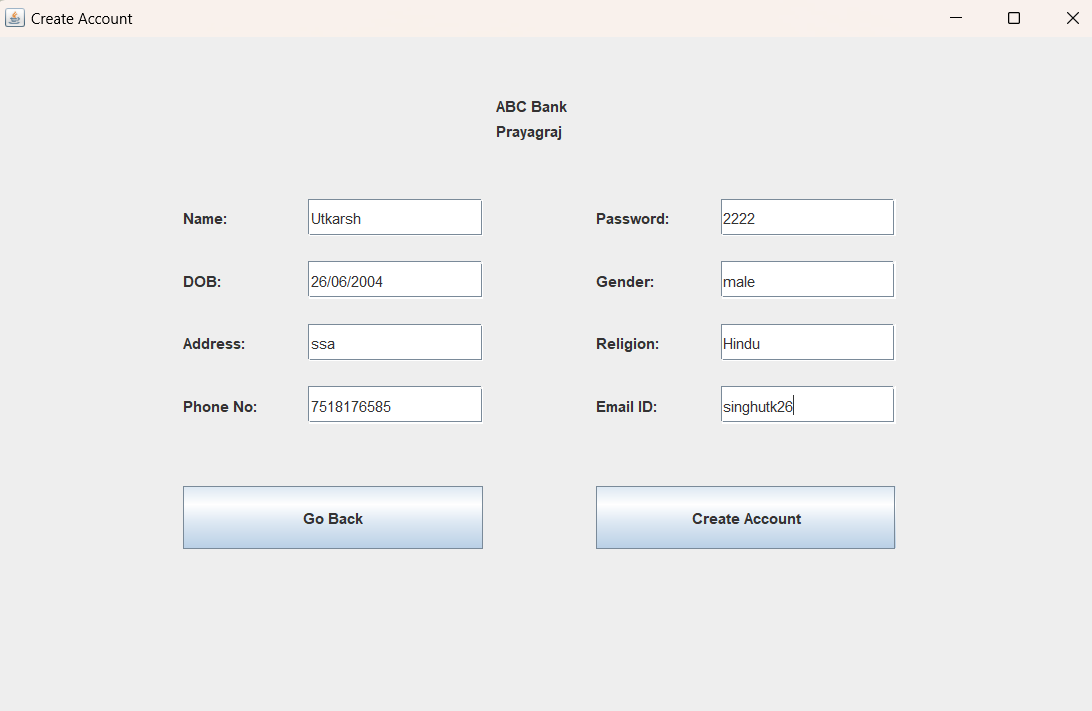 Create Account
ABC Bank
Prayagraj
Name: Utkarsh Password: 2222
DOB: 26/06/2004 Gender: male
Address: ssa Religion: Hindu
Phone No: 7518176585 Email ID: singhutk26
Go Back Create Account